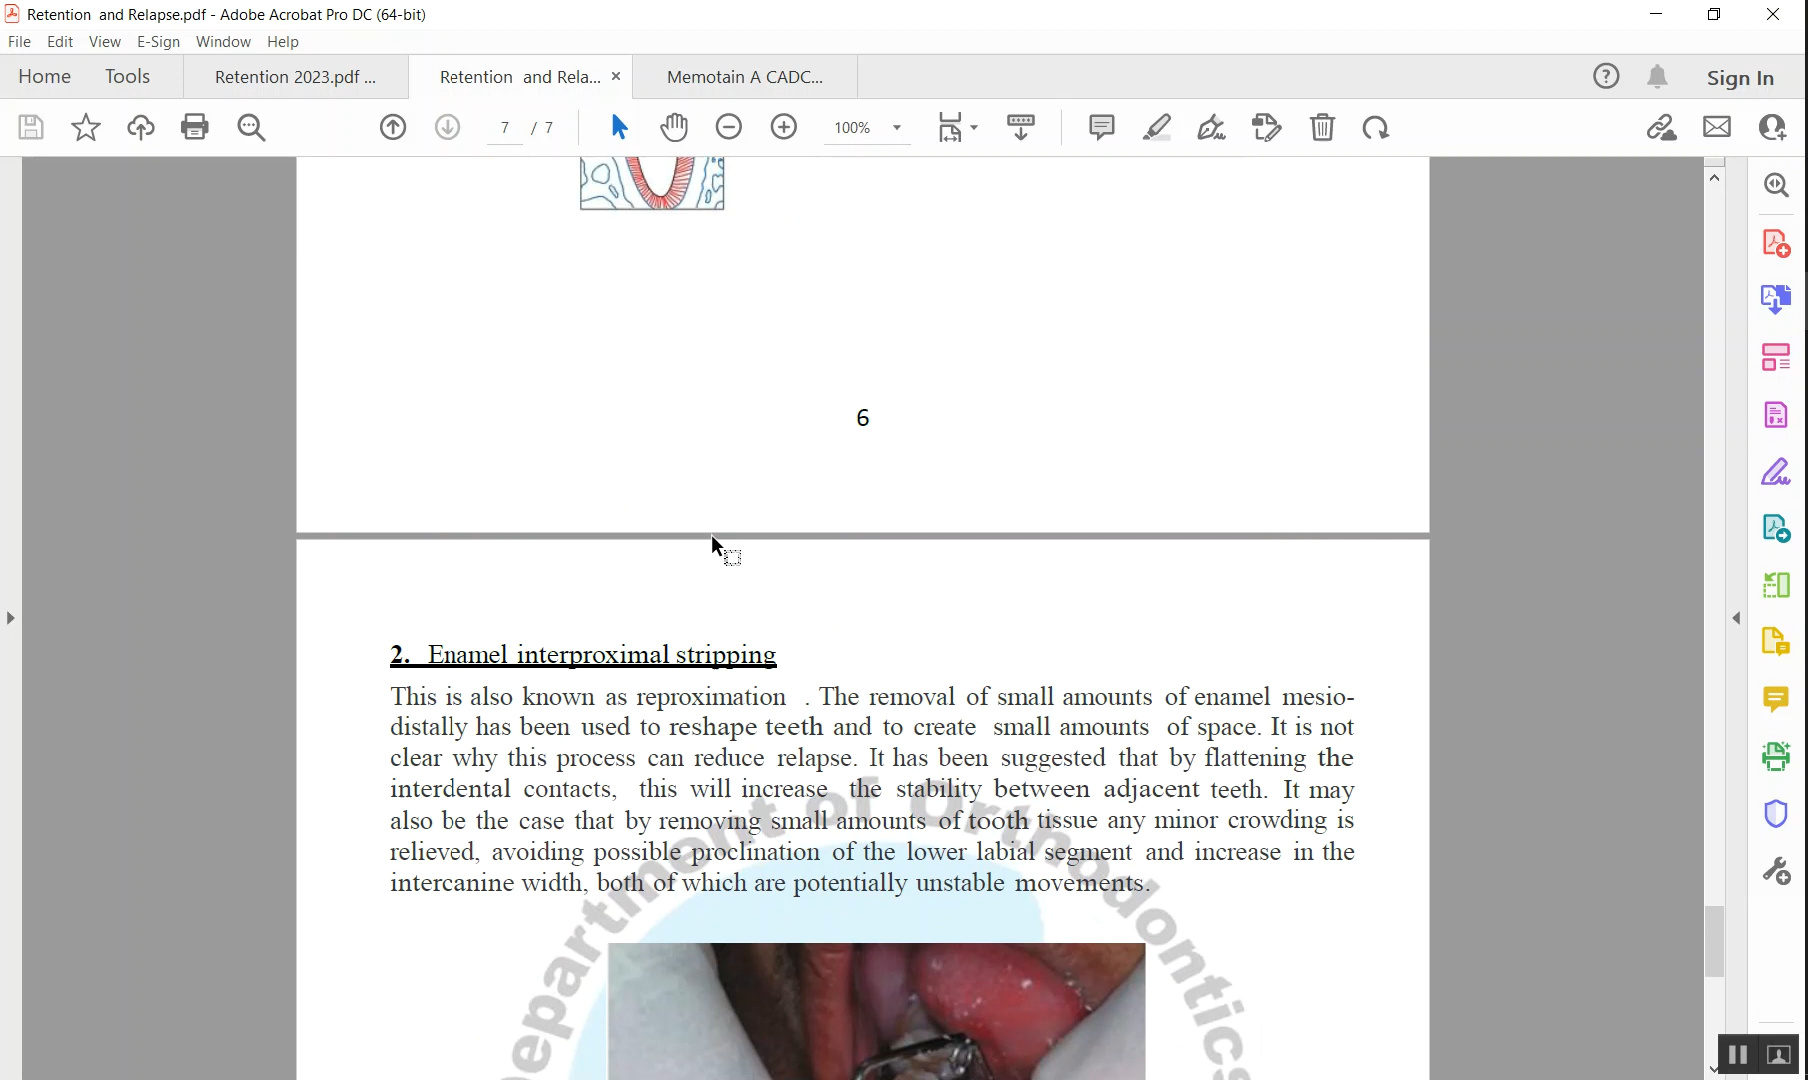 Retention  and Relapse.pdf - Adobe Acrobat Pro DC (64-bit)
File Edit View E-Sign Window Help
Home Tools Retention 2023.pdf ... Retention  and Rela... × Memotain A CADC... Sign In
7 / 7 100%
6
2. Enamel interproximal stripping
This is also known as reproximation . The removal of small amounts of enamel mesio-
distally has been used to reshape teeth and to create small amounts of space. It is not
clear why this process can reduce relapse. It has been suggested that by flattening the
interdental contacts, this will increase the stability between adjacent teeth. It may
also be the case that by removing small amounts of tooth tissue any minor crowding is
relieved, avoiding possible proclination of the lower labial segment and increase in the
intercanine width, both of which are potentially unstable movements.
epartment of Orthodontics